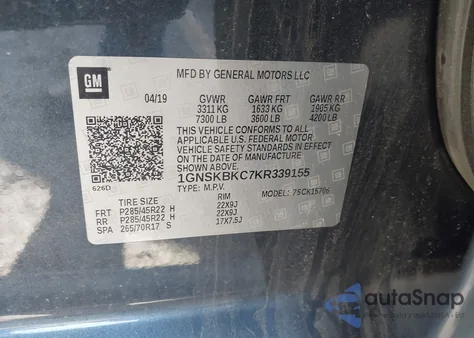 GM
MFD BY GENERAL MOTORS LLC
04/19 GVWR GAWR FRT GAWR RR
3311 KG 1633 KG 1905 KG
7300 LB 3600 LB 4200 LB
THIS VEHICLE CONFORMS TO ALL
APPLICABLE U.S. FEDERAL MOTOR
VEHICLE SAFETY STANDARDS IN EFFECT
ON THE DATE OF MANUFACTURE SHOWN ABOVE.
1GNSKBKC7KR339155
626D TYPE: M.P.V. MODEL: 7SCK15706
TIRE SIZE RIM
FRT P285/45R22 H 22X9J
RR P285/45R22 H 22X9J
SPA 265/70R17 S 17X7.5J
autoSnap